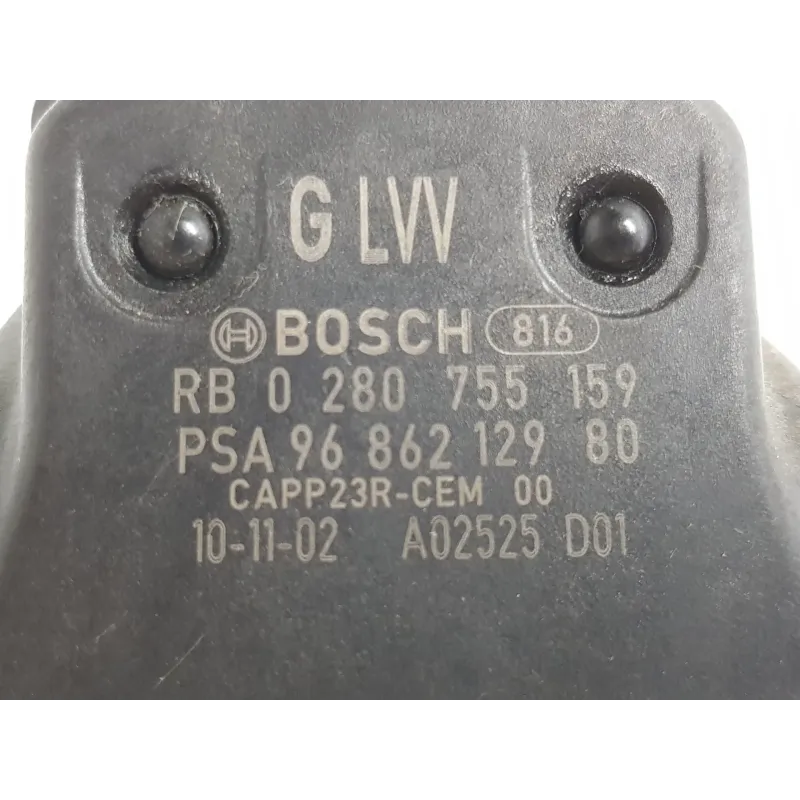 G LVV
BOSCH 816
RB 0 280 755 159
PSA 96 862 129 80
CAPP23R-CEM 00
10-11-02 A02525 D01